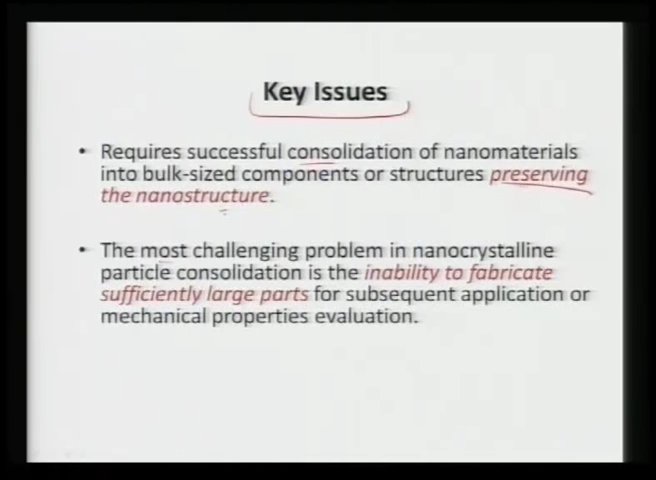 Key Issues
• Requires successful consolidation of nanomaterials
into bulk-sized components or structures preserving
the nanostructure.
• The most challenging problem in nanocrystalline
particle consolidation is the inability to fabricate
sufficiently large parts for subsequent application or
mechanical properties evaluation.